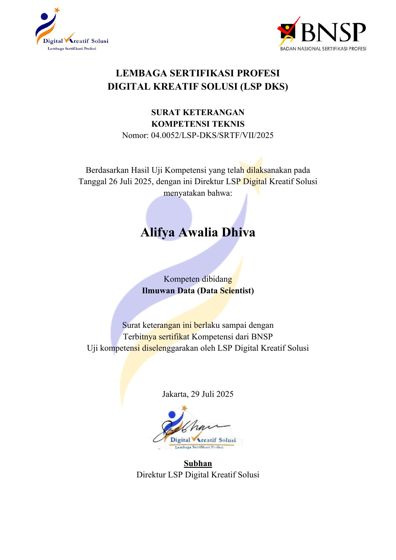 Digital Kreatif Solusi
Lembaga Sertifikasi Profesi
BNSP
BADAN NASIONAL SERTIFIKASI PROFESI
LEMBAGA SERTIFIKASI PROFESI
DIGITAL KREATIF SOLUSI (LSP DKS)
SURAT KETERANGAN
KOMPETENSI TEKNIS
Nomor: 04.0052/LSP-DKS/SRTF/VII/2025
Berdasarkan Hasil Uji Kompetensi yang telah dilaksanakan pada
Tanggal 26 Juli 2025, dengan ini Direktur LSP Digital Kreatif Solusi
menyatakan bahwa:
Alifya Awalia Dhiva
Kompeten dibidang
Ilmuwan Data (Data Scientist)
Surat keterangan ini berlaku sampai dengan
Terbitnya sertifikat Kompetensi dari BNSP
Uji kompetensi diselenggarakan oleh LSP Digital Kreatif Solusi
Jakarta, 29 Juli 2025
Digital Kreatif Solusi
Lembaga Sertifikasi Profesi
Subhan
Direktur LSP Digital Kreatif Solusi